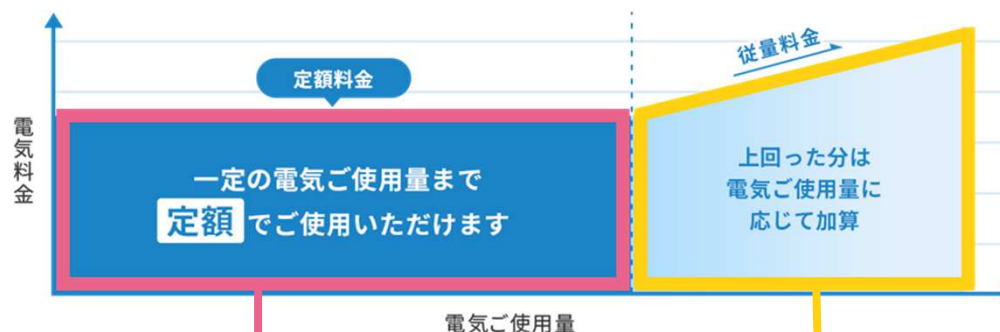 従量料金
定額料金
電気料金
一定の電気ご使用量まで
定額でご使用いただけます
上回った分は
電気ご使用量に
応じて加算
電気ご使用量